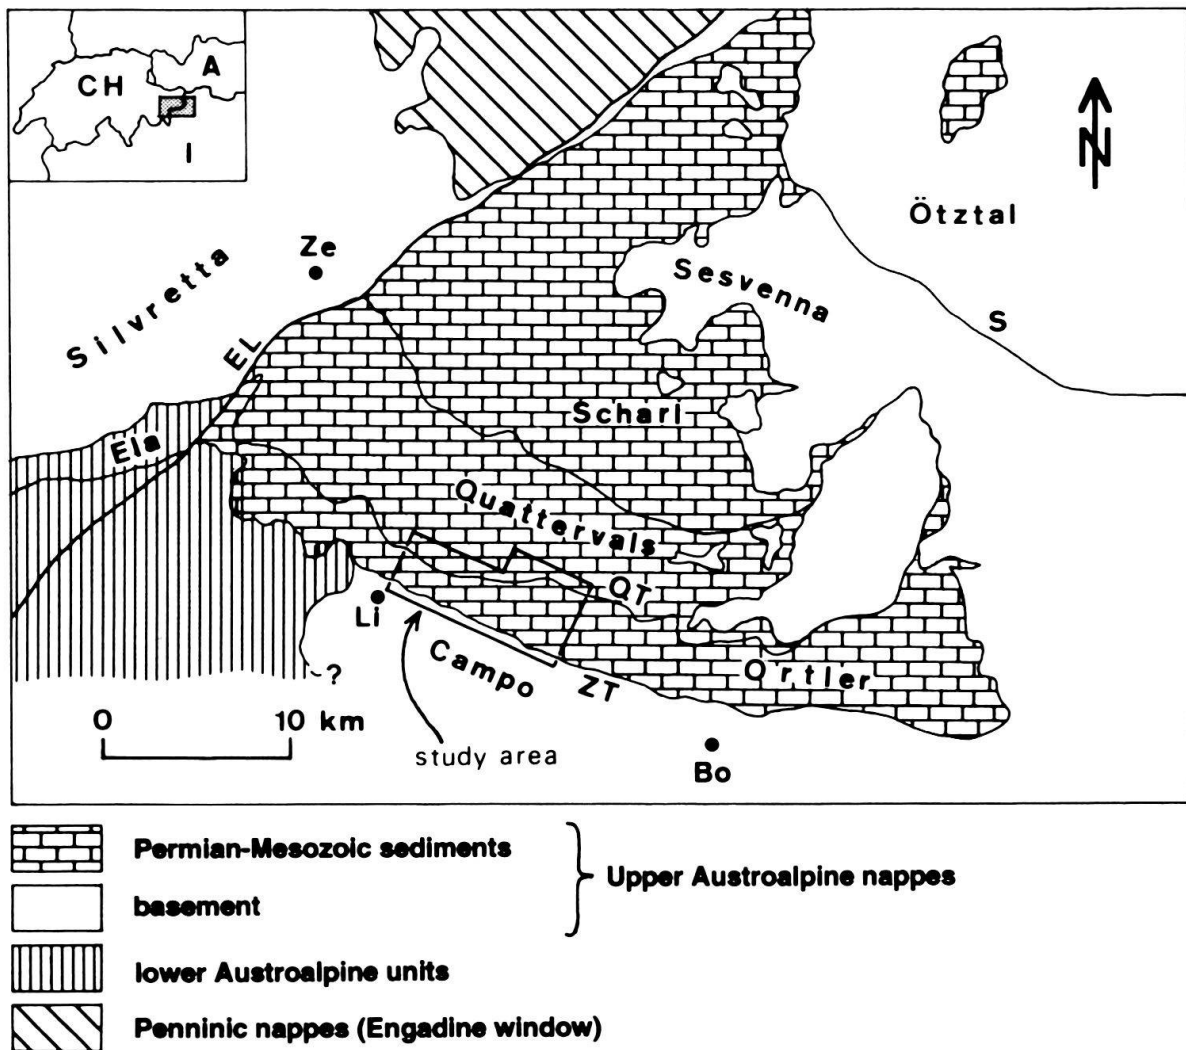 CH
A
I
N
Ötztal
Ze
Silvretta
Sesvenna
EL
S
Scharl
Ela
Quattervals
QT
Li
Campo
ZT
Ortler
?
0 10 km
study area
Bo
Permian-Mesozoic sediments
basement
Upper Austroalpine nappes
lower Austroalpine units
Penninic nappes (Engadine window)